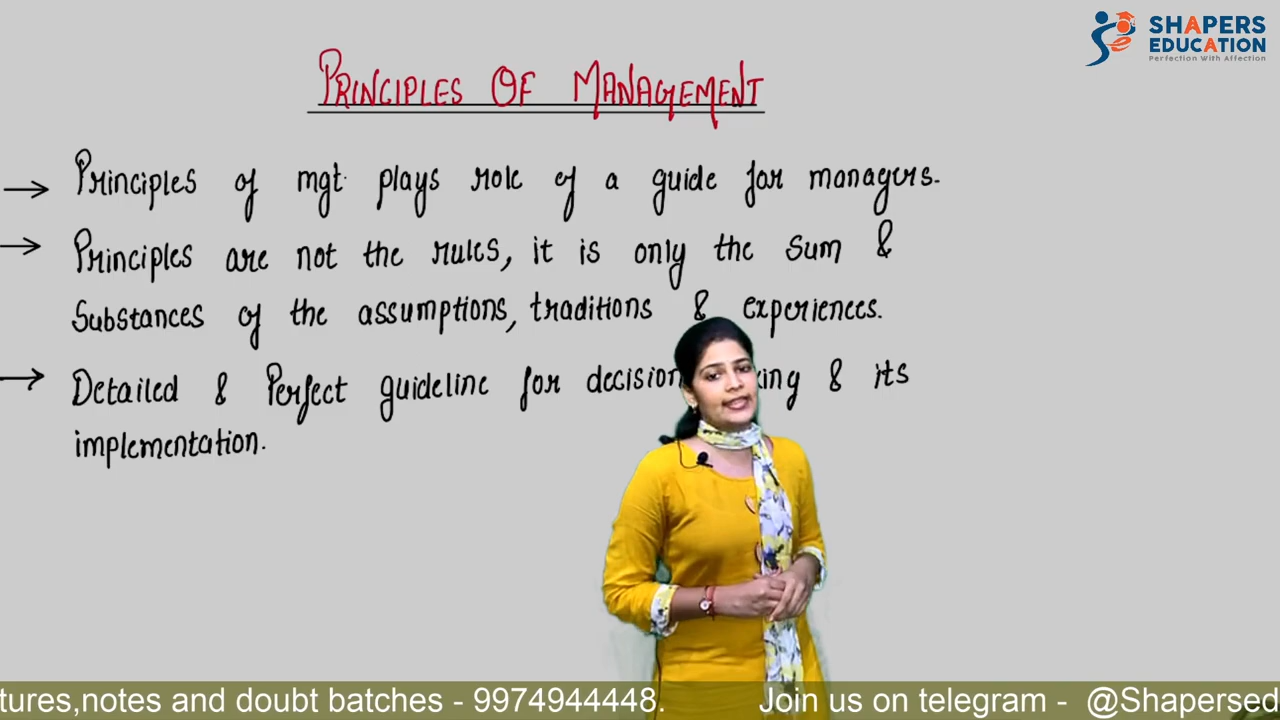 SHAPERS
EDUCATION
Perfection With Affection
PRINCIPLES OF MANAGEMENT
→ Principles of mgt. plays role of a guide for managers.
→ Principles are not the rules, it is only the sum &
Substances of the assumptions, traditions & experiences.
→ Detailed & Perfect guideline for decision & its
implementation.
tures,notes and doubt batches - 9974944448. Join us on telegram - @Shapersed